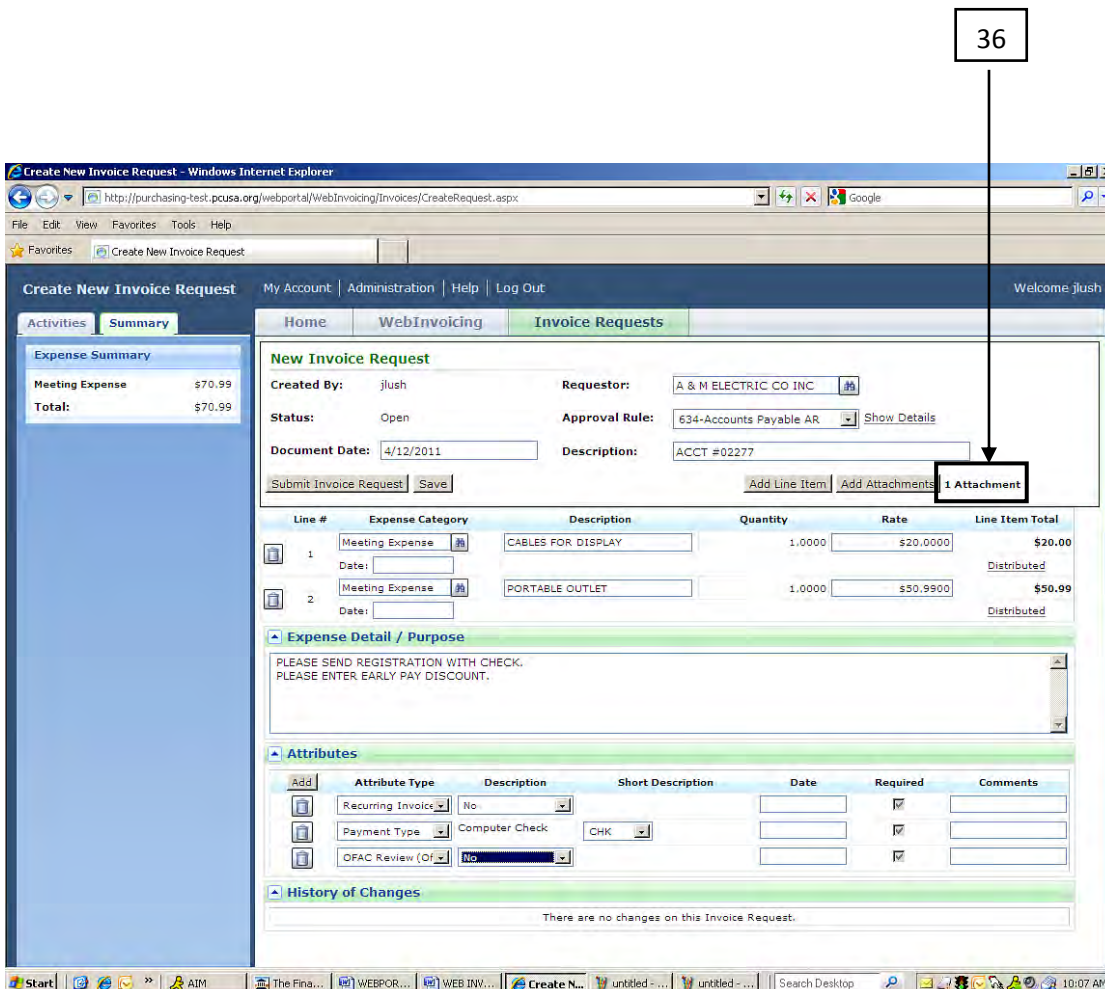 36
Create New Invoice Request - Windows Internet Explorer
http://purchasing-test.pcusa.org/webportal/WebInvoicing/Invoices/CreateRequest.aspx
Google
File Edit View Favorites Tools Help
Favorites Create New Invoice Request
Create New Invoice Request My Account | Administration | Help | Log Out Welcome jlush
Activities Summary Home WebInvoicing Invoice Requests
Expense Summary
Meeting Expense $70.99
Total: $70.99
New Invoice Request
Created By: jlush Requestor: A & M ELECTRIC CO INC
Status: Open Approval Rule: 634-Accounts Payable AR Show Details
Document Date: 4/12/2011 Description: ACCT #02277
Submit Invoice Request Save Add Line Item Add Attachments 1 Attachment
Line # Expense Category Description Quantity Rate Line Item Total
1 Meeting Expense CABLES FOR DISPLAY 1.0000 $20.0000 $20.00
Date: Distributed
2 Meeting Expense PORTABLE OUTLET 1.0000 $50.9900 $50.99
Date: Distributed
Expense Detail / Purpose
PLEASE SEND REGISTRATION WITH CHECK.
PLEASE ENTER EARLY PAY DISCOUNT.
Attributes
Add Attribute Type Description Short Description Date Required Comments
Recurring Invoice No
Payment Type Computer Check CHK
OFAC Review (Of No
History of Changes
There are no changes on this Invoice Request.
Start » AIM The Fina... WEBPOR... WEB INV... Create N... untitled - ... untitled - ... Search Desktop 10:07 AM